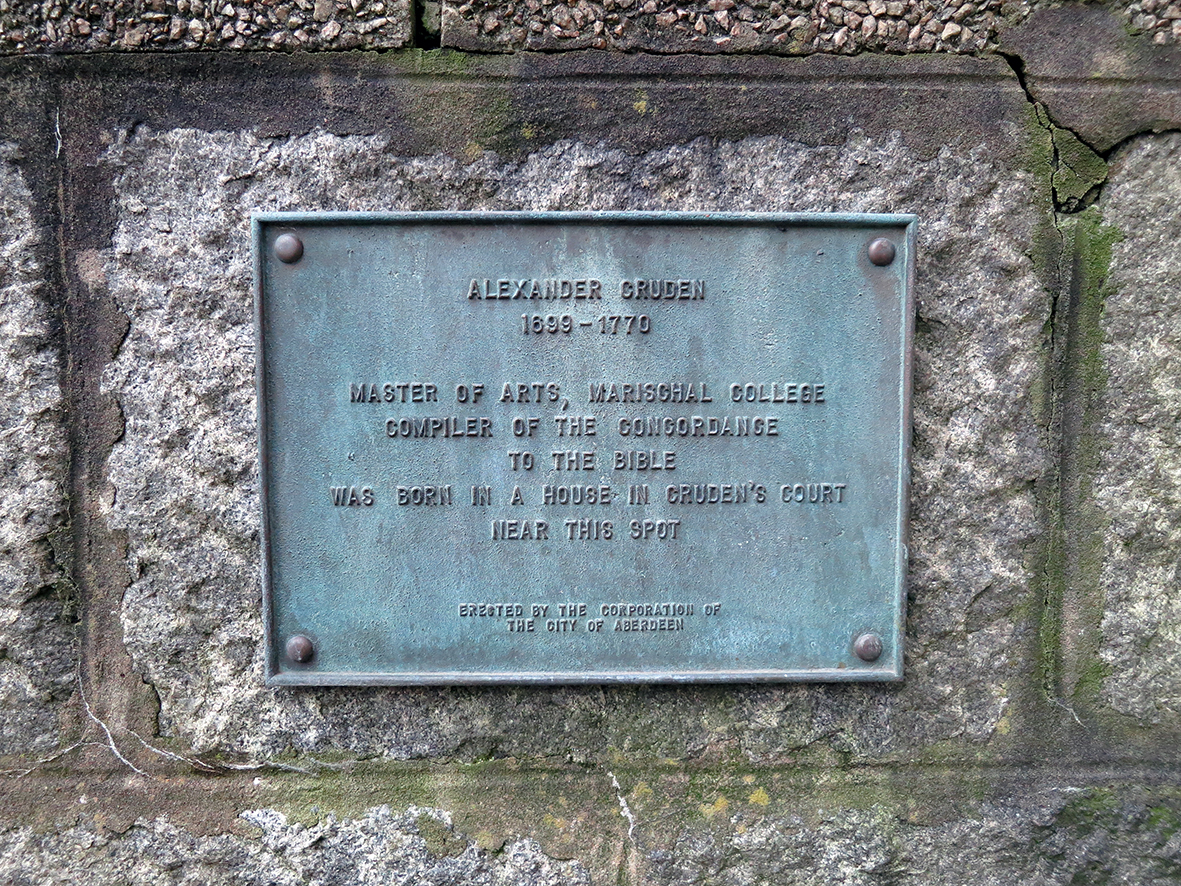 ALEXANDER CRUDEN
1699-1770
MASTER OF ARTS, MARISCHAL COLLEGE
COMPILER OF THE CONCORDANCE
TO THE BIBLE
WAS BORN IN A HOUSE IN CRUDEN'S COURT
NEAR THIS SPOT
ERECTED BY THE CORPORATION OF
THE CITY OF ABERDEEN